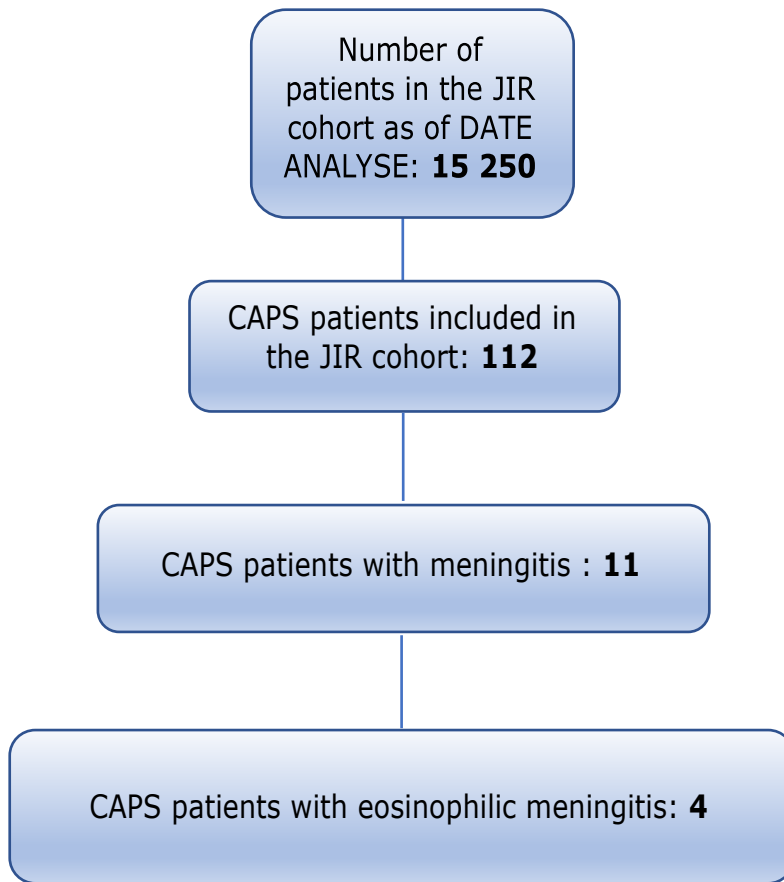 Number of
patients in the JIR
cohort as of DATE
ANALYSE: 15 250
CAPS patients included in
the JIR cohort: 112
CAPS patients with meningitis : 11
CAPS patients with eosinophilic meningitis: 4